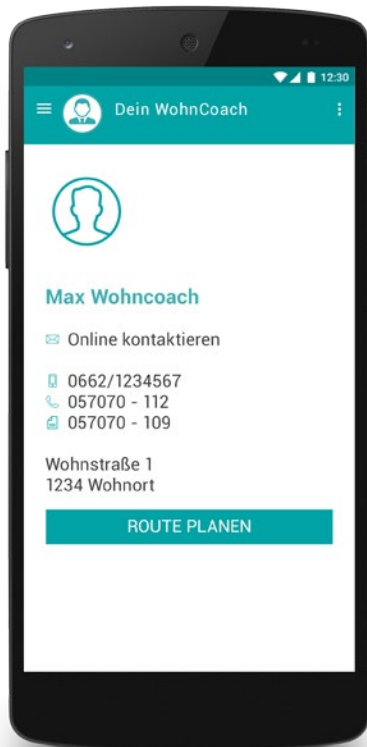 12:30
Dein WohnCoach
Max Wohncoach
Online kontaktieren
0662/1234567
057070 - 112
057070 - 109
Wohnstraße 1
1234 Wohnort
ROUTE PLANEN